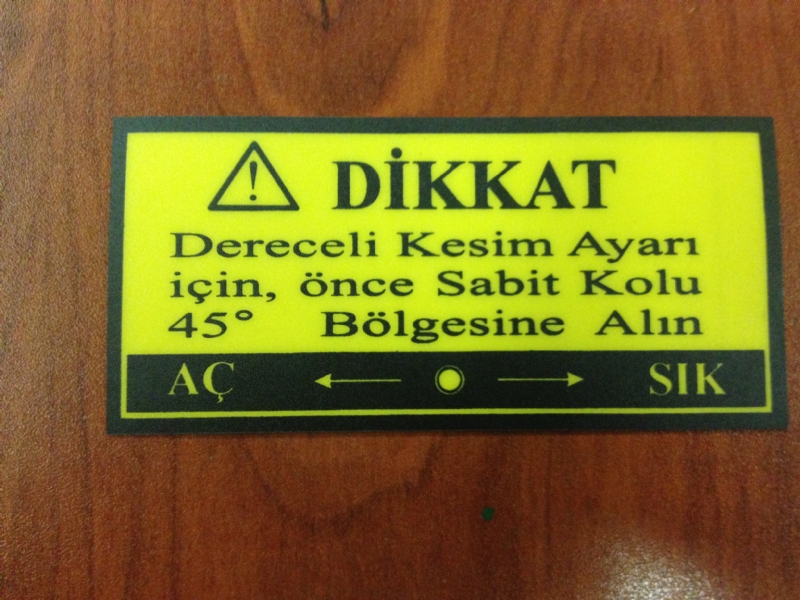 DİKKAT
Dereceli Kesim Ayarı
için, önce Sabit Kolu
45° Bölgesine Alın
AÇ SIK